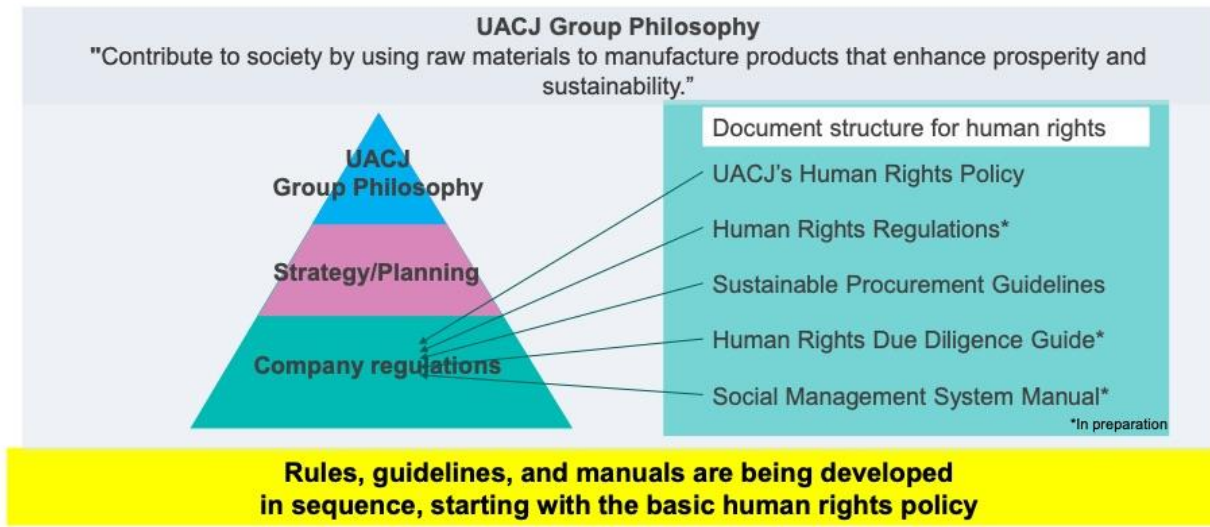 UACJ Group Philosophy
"Contribute to society by using raw materials to manufacture products that enhance prosperity and
sustainability.”
UACJ
Group Philosophy
Strategy/Planning
Company regulations
Document structure for human rights
UACJ's Human Rights Policy
Human Rights Regulations*
Sustainable Procurement Guidelines
Human Rights Due Diligence Guide*
Social Management System Manual*
*In preparation
Rules, guidelines, and manuals are being developed
in sequence, starting with the basic human rights policy